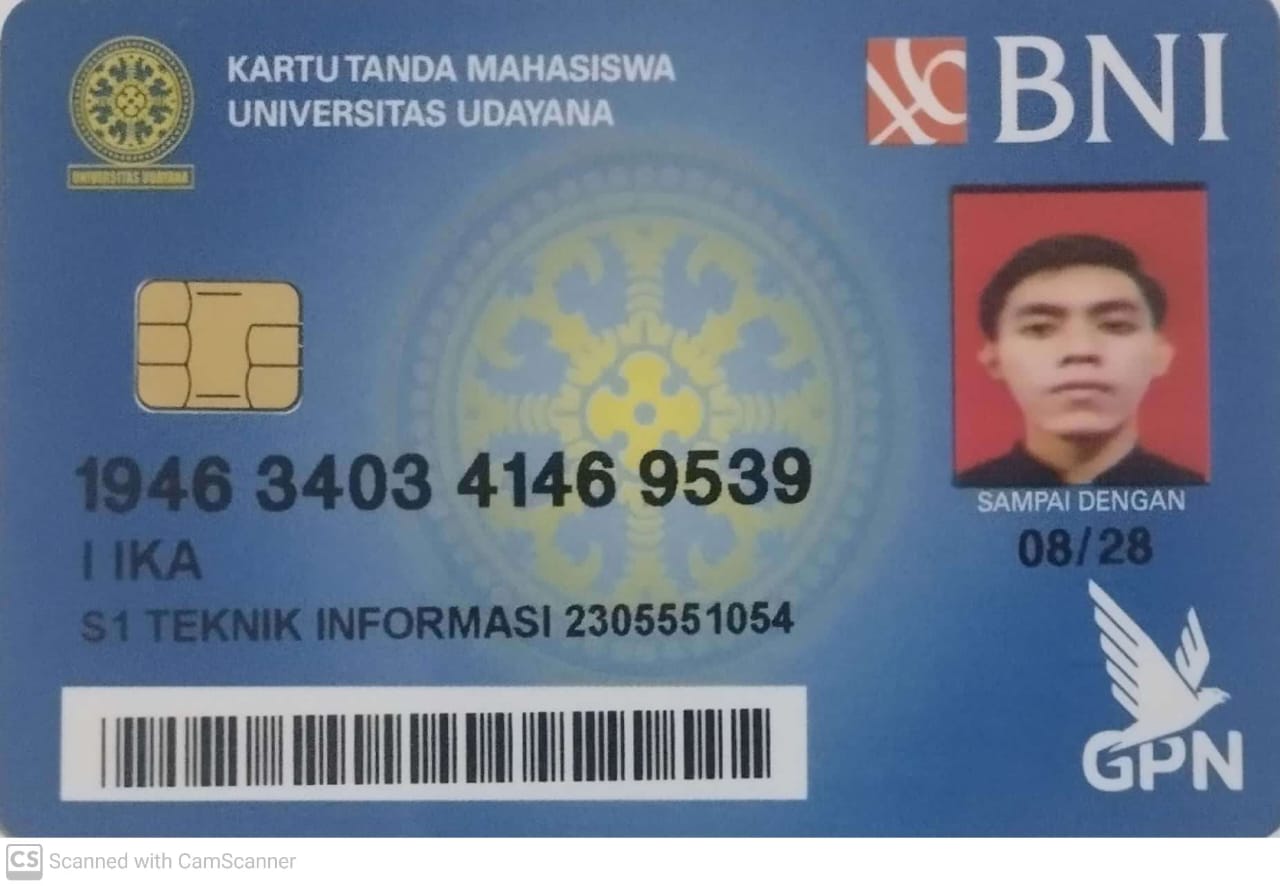 KARTU TANDA MAHASISWA
UNIVERSITAS UDAYANA
UNIVERSITAS UDAYANA
BNI
1946 3403 4146 9539
I IKA
S1 TEKNIK INFORMASI 2305551054
SAMPAI DENGAN
08/28
GPN
CS Scanned with CamScanner